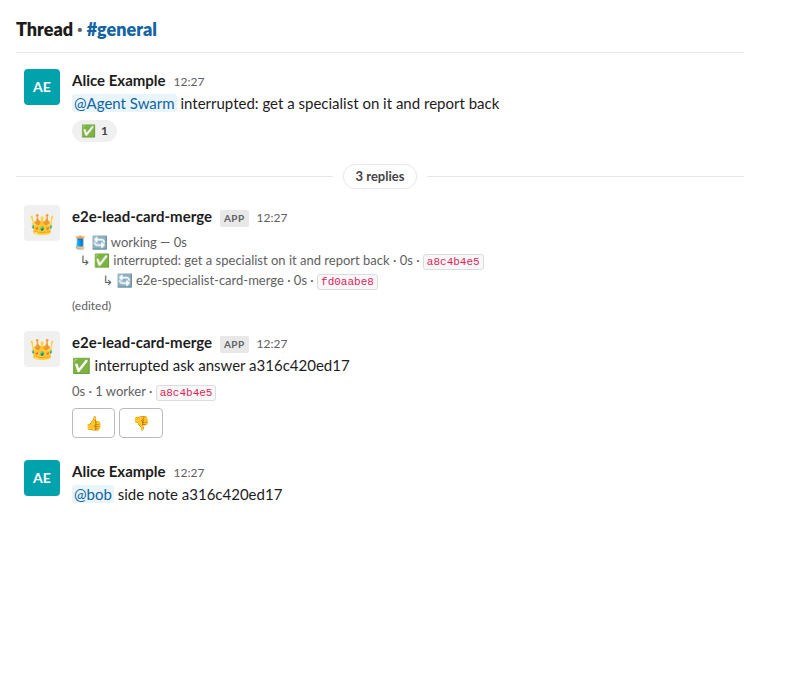 Thread • #general
AE
Alice Example 12:27
@Agent Swarm interrupted: get a specialist on it and report back
✅ 1
3 replies
e2e-lead-card-merge APP 12:27
🧵 🔄 working — 0s
↳ ✅ interrupted: get a specialist on it and report back · 0s · a8c4b4e5
↳ 🔄 e2e-specialist-card-merge · 0s · fd0aabe8
(edited)
e2e-lead-card-merge APP 12:27
✅ interrupted ask answer a316c420ed17
0s · 1 worker · a8c4b4e5
👍 👎
AE
Alice Example 12:27
@bob side note a316c420ed17